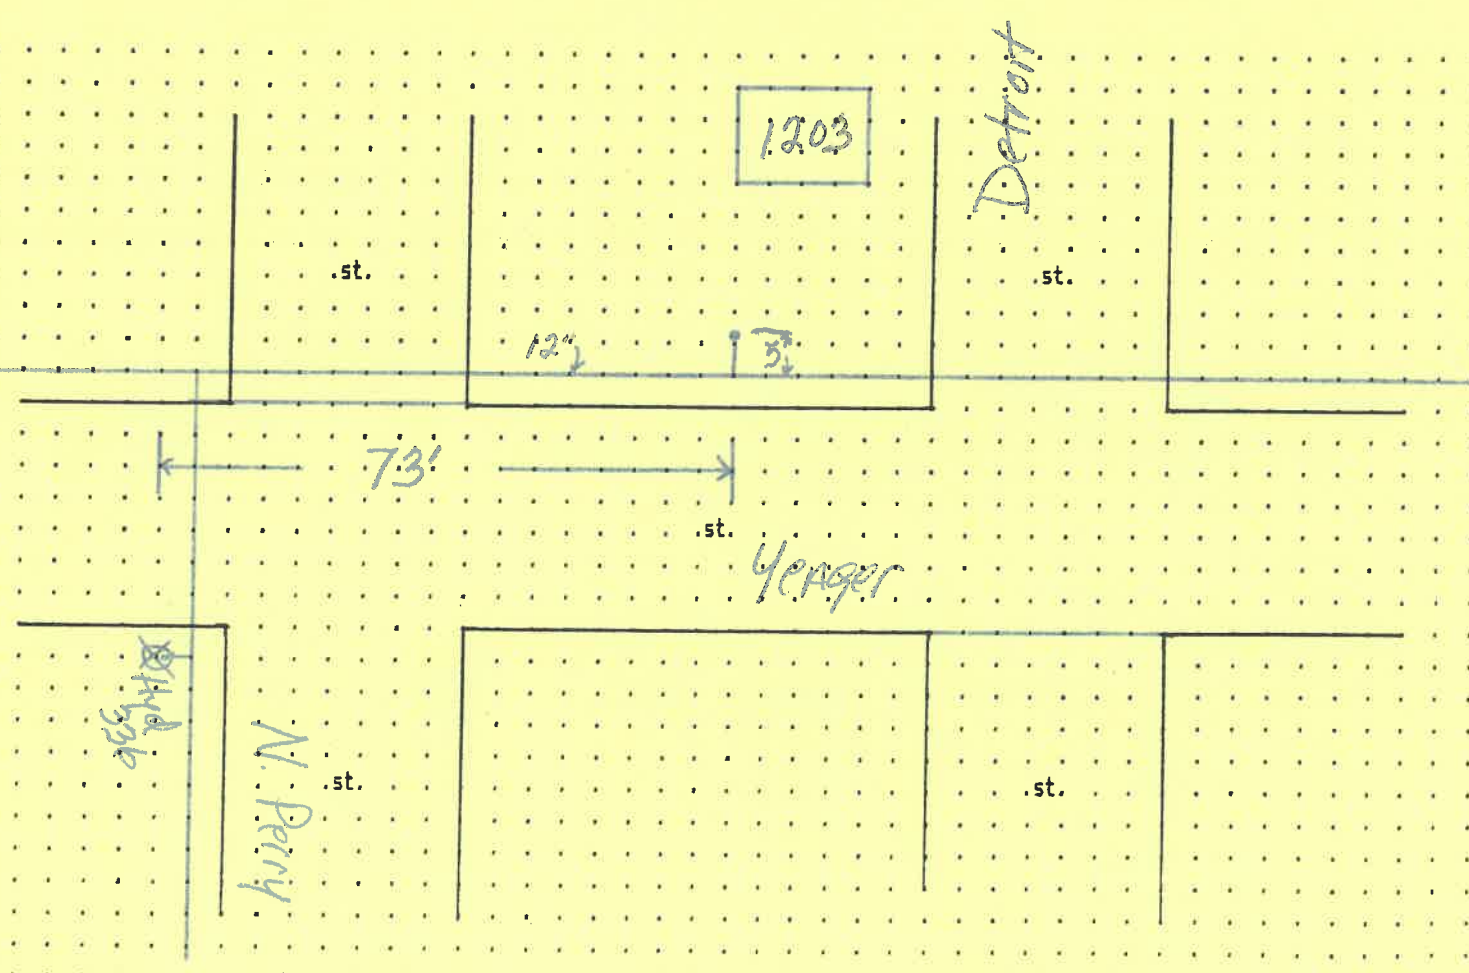 Detroit
1203
.st.
.st.
12"
5'
73'
.st.
Yeager
Hyd
336
N. Perry
.st.
.st.